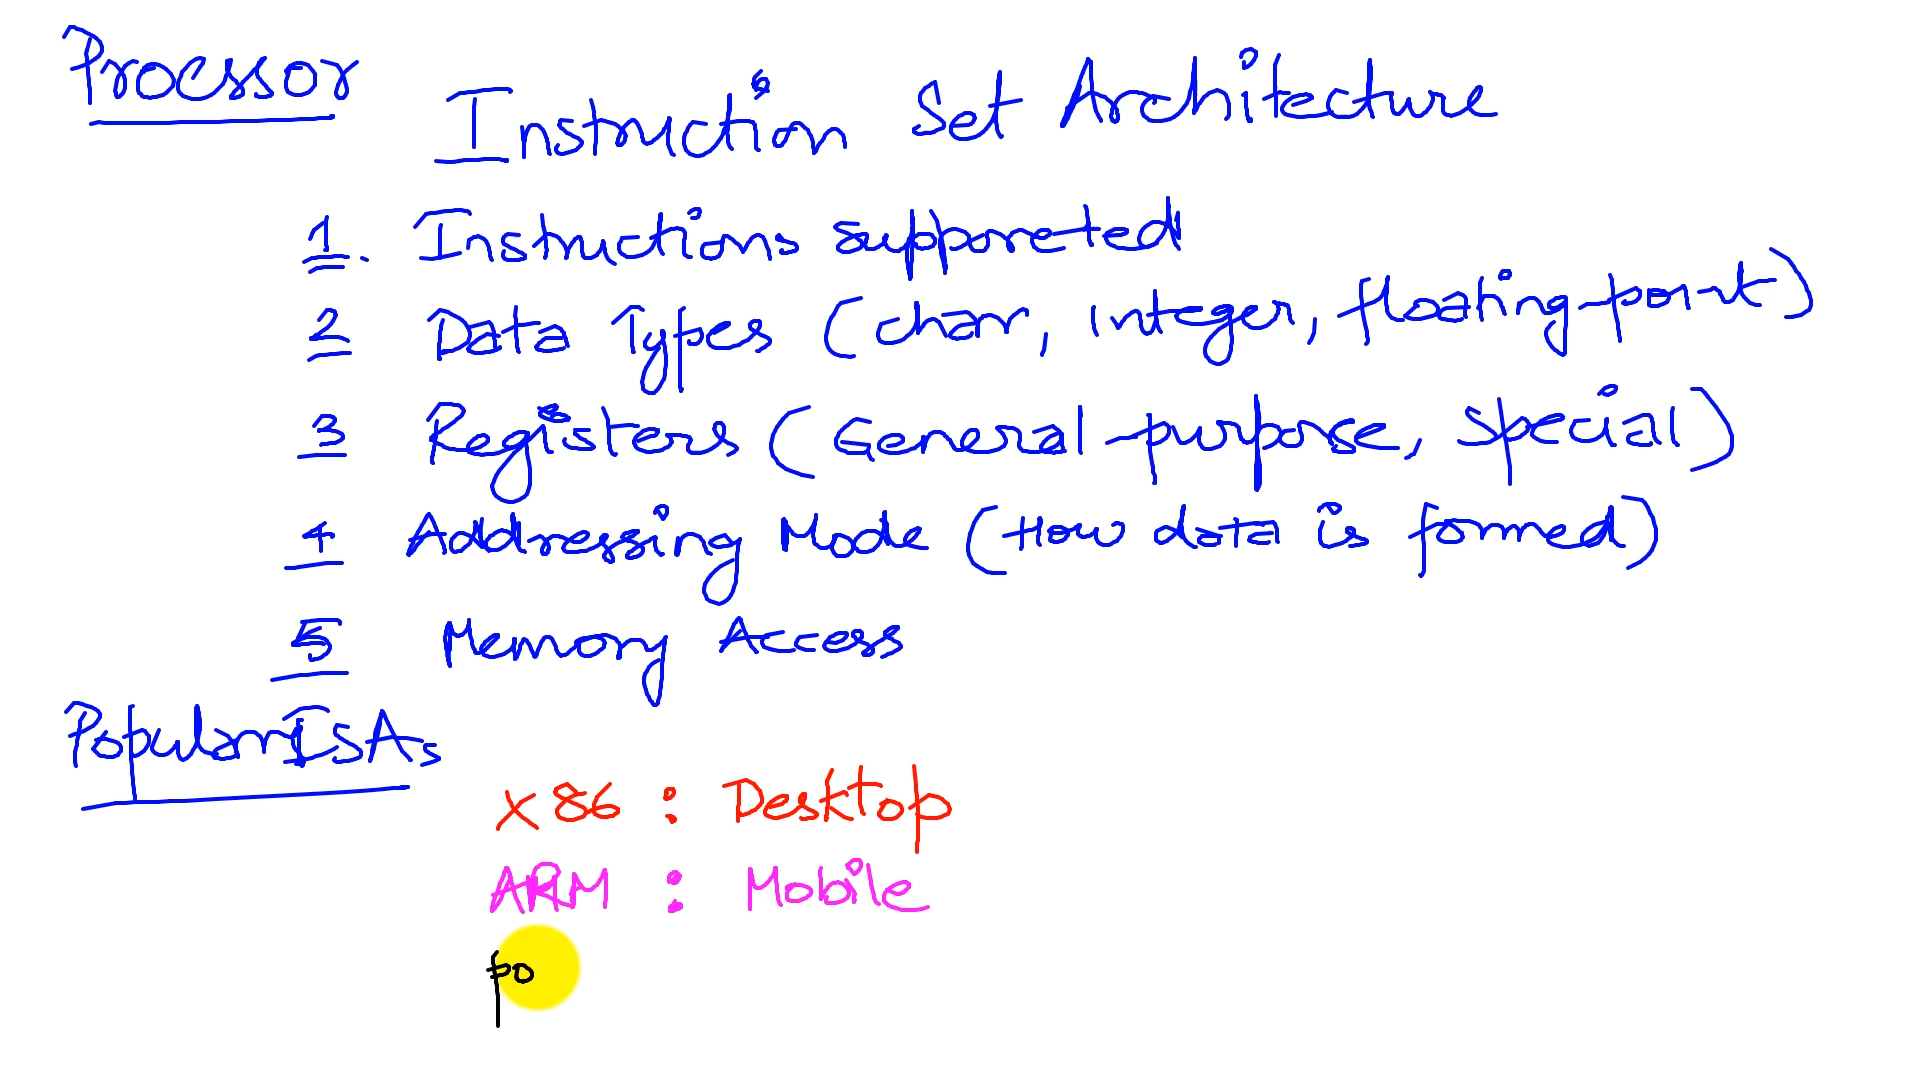 Processor
Instruction Set Architecture
1. Instructions supporeted
2 Data Types (char, integer, floating-point)
3 Registers (General-purpose, special)
4 Addressing Mode (How data is formed)
5 Memory Access
Popular ISAs
x86 : Desktop
ARM : Mobile
po